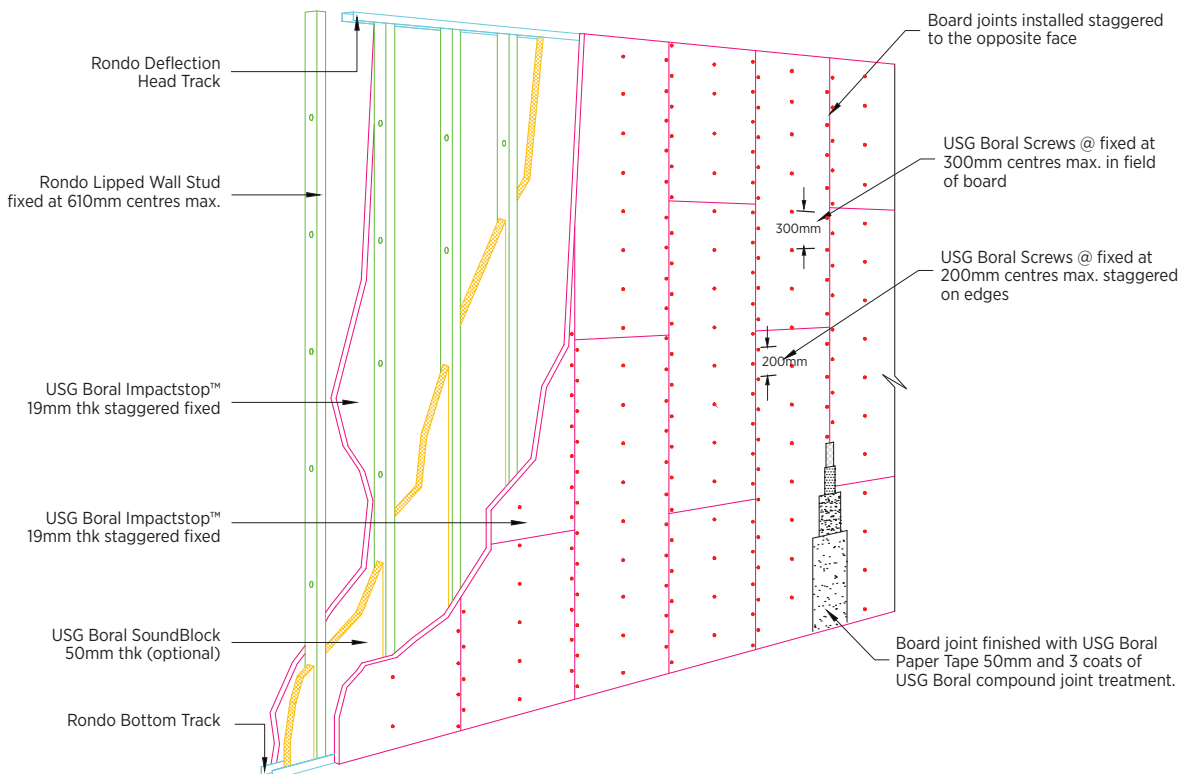 Rondo Deflection
Head Track
Rondo Lipped Wall Stud
fixed at 610mm centres max.
USG Boral Impactstop™
19mm thk staggered fixed
USG Boral Impactstop™
19mm thk staggered fixed
USG Boral SoundBlock
50mm thk (optional)
Rondo Bottom Track
Board joints installed staggered
to the opposite face
USG Boral Screws @ fixed at
300mm centres max. in field
of board
300mm
USG Boral Screws @ fixed at
200mm centres max. staggered
on edges
200mm
Board joint finished with USG Boral
Paper Tape 50mm and 3 coats of
USG Boral compound joint treatment.